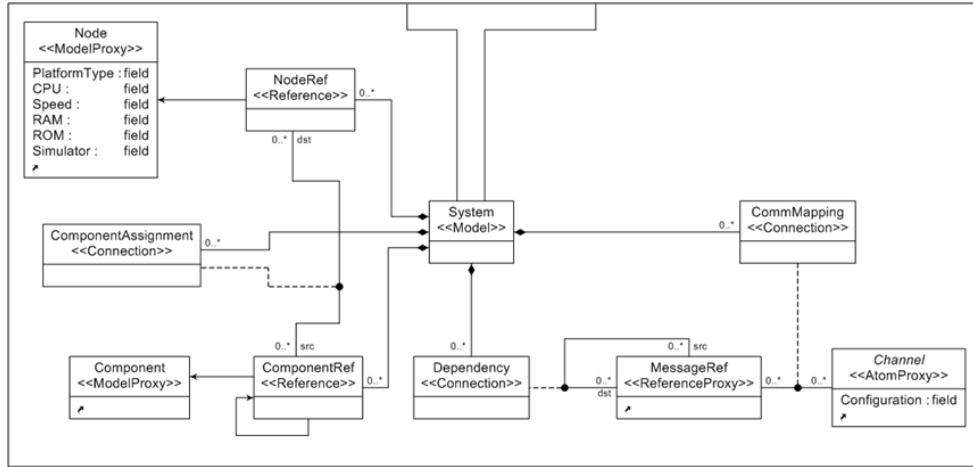 Node
<<ModelProxy>>
PlatformType : field
CPU : field
Speed : field
RAM : field
ROM : field
Simulator : field
NodeRef
<<Reference>>
0..*
0..* dst
System
<<Model>>
CommMapping
<<Connection>>
0..*
ComponentAssignment
<<Connection>>
0..*
0..* src
Component
<<ModelProxy>>
ComponentRef
<<Reference>>
0..*
0..*
Dependency
<<Connection>>
0..* src
0..*
dst
MessageRef
<<ReferenceProxy>>
0..*
0..*
Channel
<<AtomProxy>>
Configuration : field